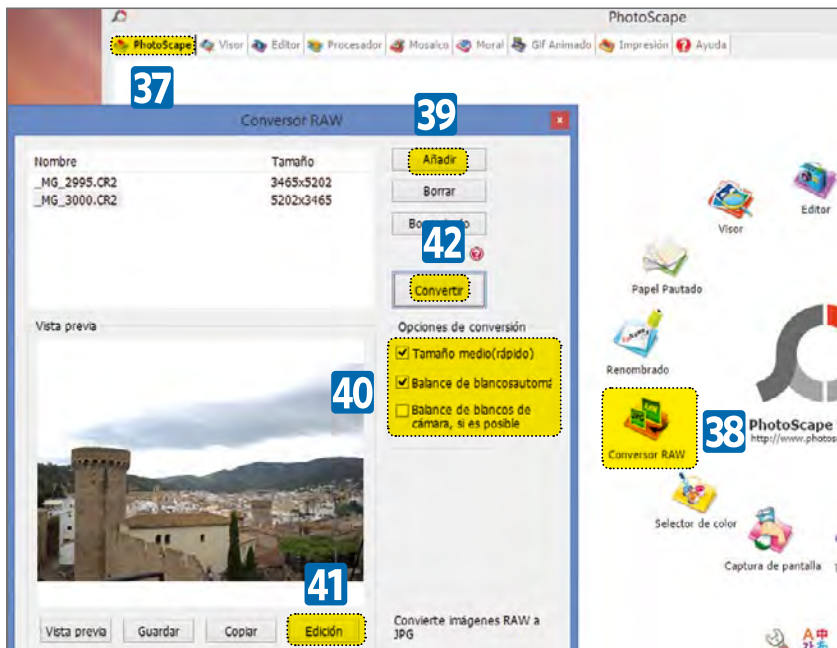 PhotoScape
PhotoScape Visor Editor Procesador Mosaico Mural Gif Animado Impresión Ayuda
37
Conversor RAW
39
Nombre Tamaño
_MG_2995.CR2 3465x5202
_MG_3000.CR2 5202x3465
Añadir
Borrar
42
Convertir
Vista previa
Opciones de conversión
Tamaño medio(rápido)
Balance de blancosautomá
Balance de blancos de
cámara, si es posible
40
41
Vista previa Guardar Copiar Edición
Convierte imágenes RAW a
JPG
Editor
Visor
Papel Pautado
Renombrado
Conversor RAW
38
PhotoScape
http://www.photos
Selector de color
Captura de pantalla